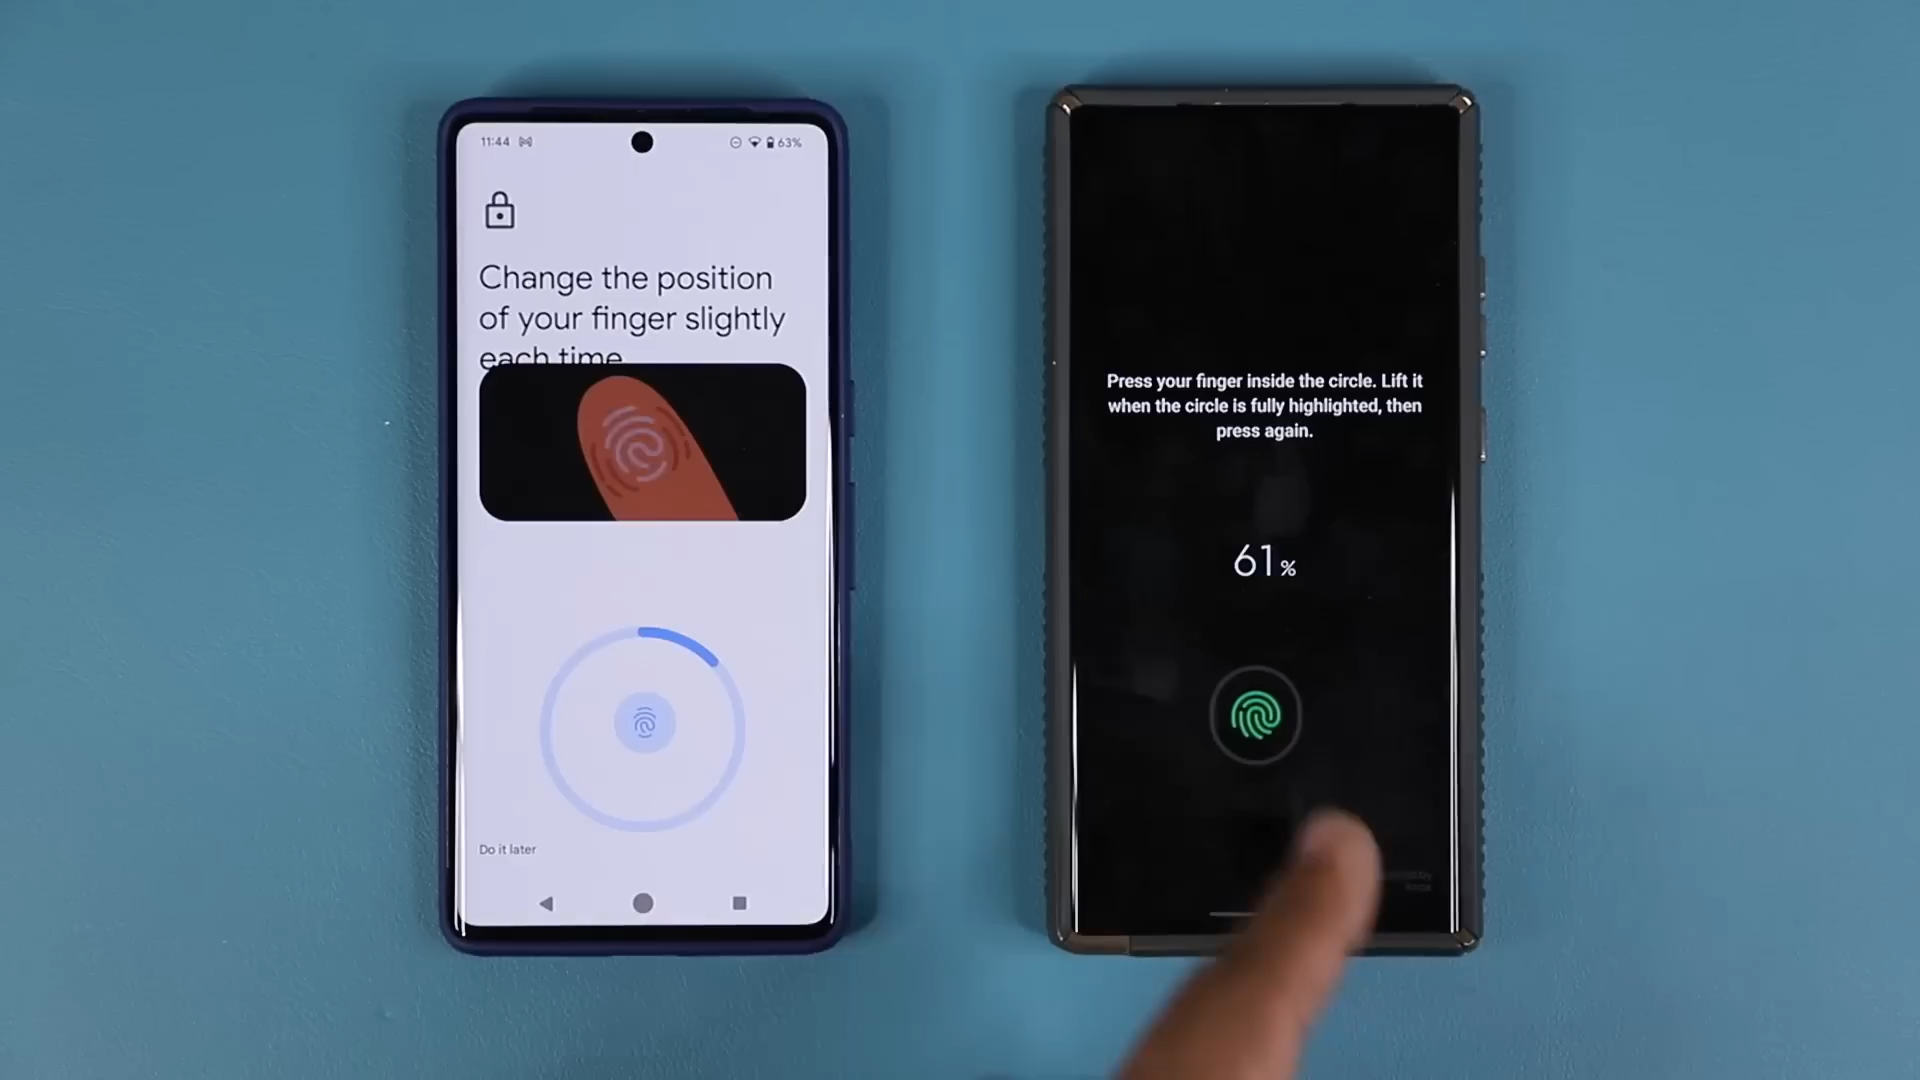 11:44
63%
Change the position
of your finger slightly
each time
Do it later
Press your finger inside the circle. Lift it
when the circle is fully highlighted, then
press again.
61%